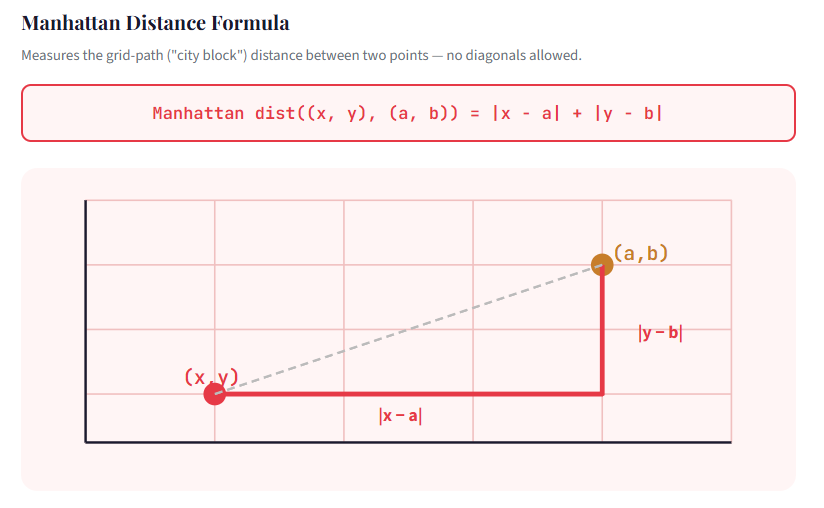 Manhattan Distance Formula
Measures the grid-path ("city block") distance between two points — no diagonals allowed.
Manhattan dist((x, y), (a, b)) = |x - a| + |y - b|
(a,b)
|y – b|
(x,y)
|x – a|